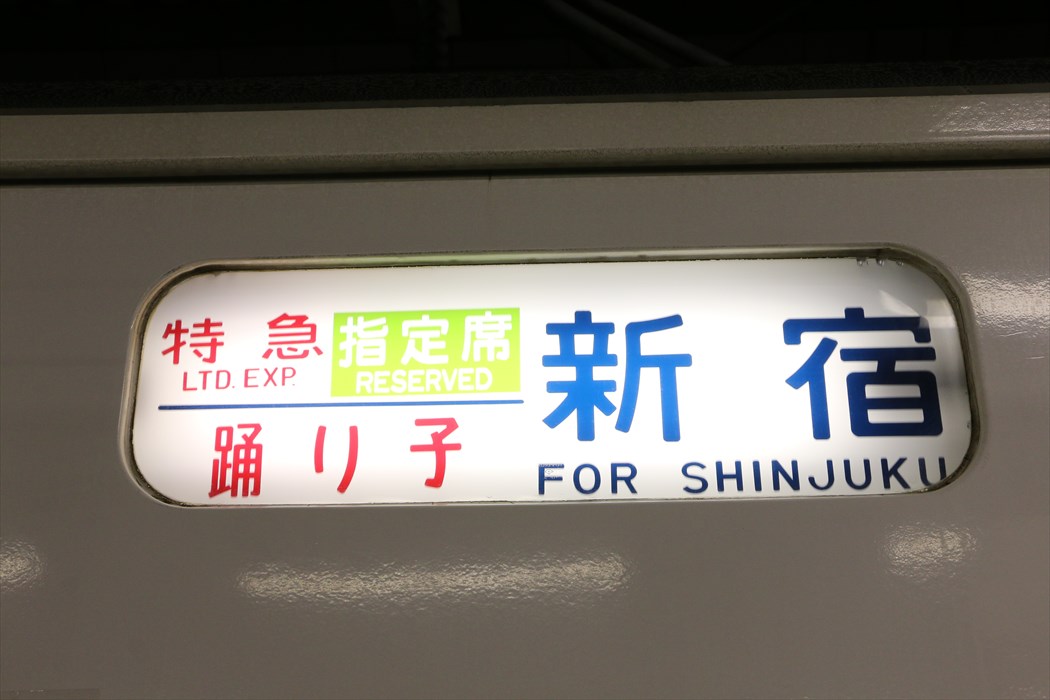 特急 指定席
LTD. EXP. RESERVED
踊り子
新宿
FOR SHINJUKU